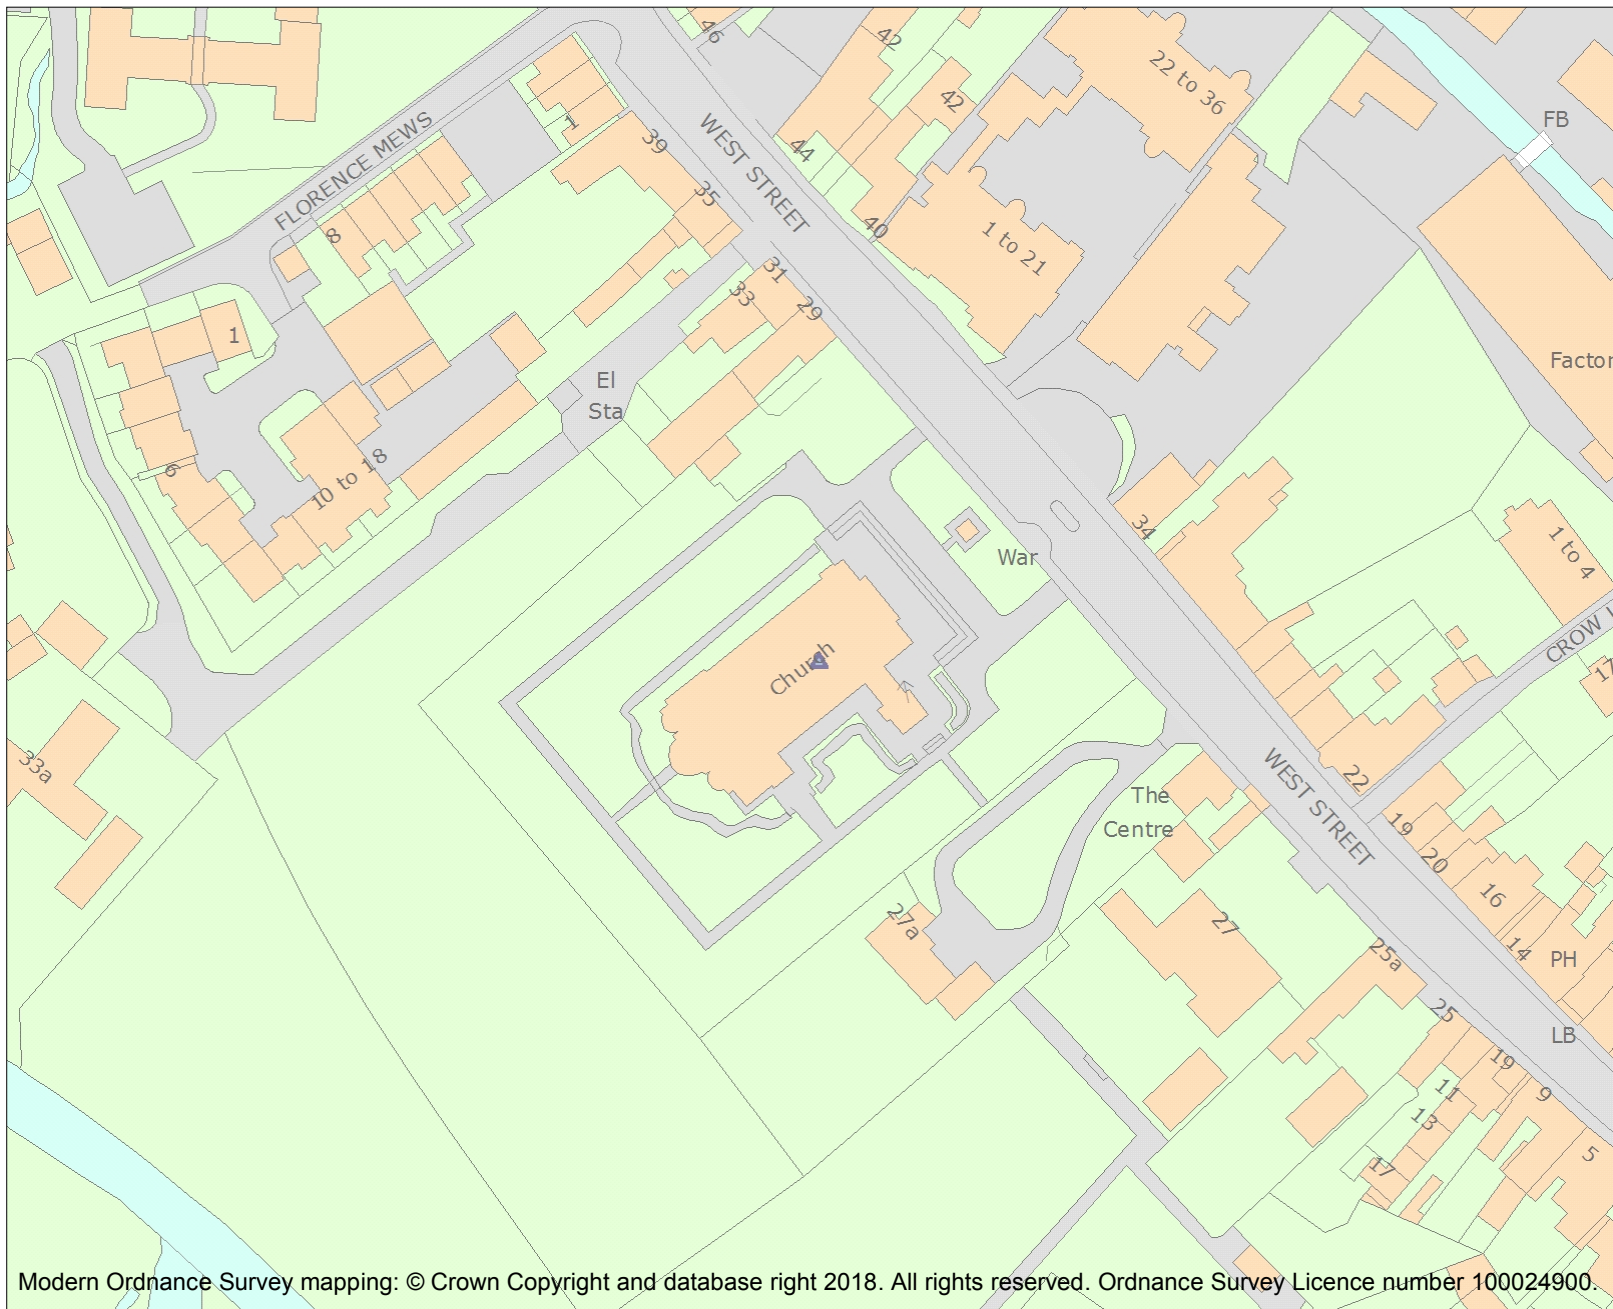 46
42
22 to 36
FB
42
1
39
WEST STREET
44
FLORENCE MEWS
35
8
40
1 to 21
31
33
29
1
El
Sta
Factor
6
10 to 18
34
War
1 to 4
CROW
17
Church
33a
22
The
Centre
WEST STREET
19
20
16
27a
27
25a
14
PH
25
LB
19
11
9
13
17
5
Modern Ordnance Survey mapping: © Crown Copyright and database right 2018. All rights reserved. Ordnance Survey Licence number 100024900.